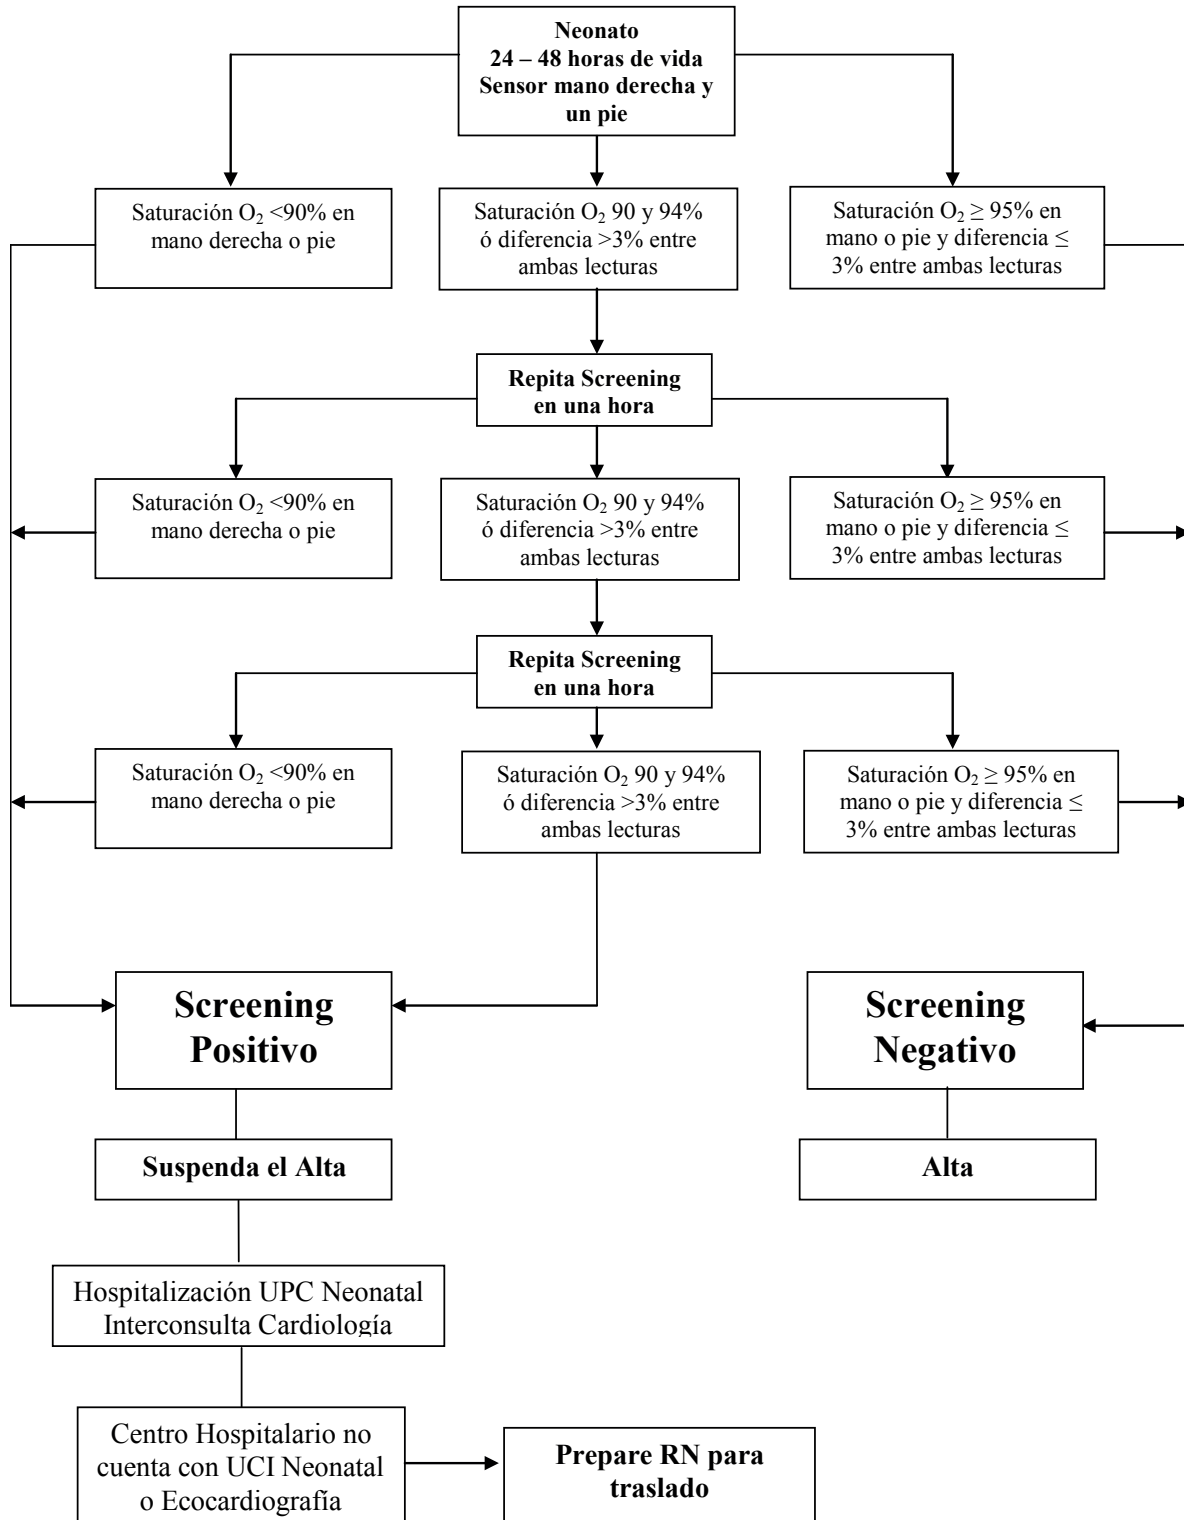 Neonato
24 – 48 horas de vida
Sensor mano derecha y
un pie
Saturación O₂ <90% en
mano derecha o pie
Saturación O₂ 90 y 94%
ó diferencia >3% entre
ambas lecturas
Saturación O₂ ≥ 95% en
mano o pie y diferencia ≤
3% entre ambas lecturas
Repita Screening
en una hora
Saturación O₂ <90% en
mano derecha o pie
Saturación O₂ 90 y 94%
ó diferencia >3% entre
ambas lecturas
Saturación O₂ ≥ 95% en
mano o pie y diferencia ≤
3% entre ambas lecturas
Repita Screening
en una hora
Saturación O₂ <90% en
mano derecha o pie
Saturación O₂ 90 y 94%
ó diferencia >3% entre
ambas lecturas
Saturación O₂ ≥ 95% en
mano o pie y diferencia ≤
3% entre ambas lecturas
Screening
Positivo
Screening
Negativo
Suspenda el Alta
Alta
Hospitalización UPC Neonatal
Interconsulta Cardiología
Centro Hospitalario no
cuenta con UCI Neonatal
o Ecocardiografía
Prepare RN para
traslado